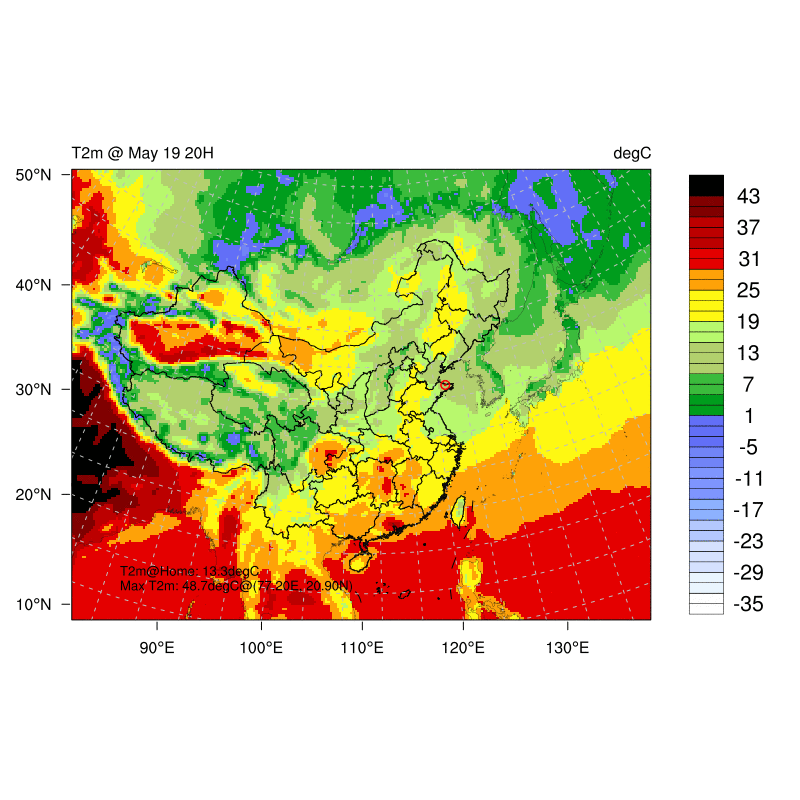 T2m @ May 19 20H degC
50°N
40°N
30°N
20°N
10°N
90°E 100°E 110°E 120°E 130°E
T2m@Home: 13.3degC
Max T2m: 48.7degC@(77.20E, 20.90N)
43
37
31
25
19
13
7
1
-5
-11
-17
-23
-29
-35